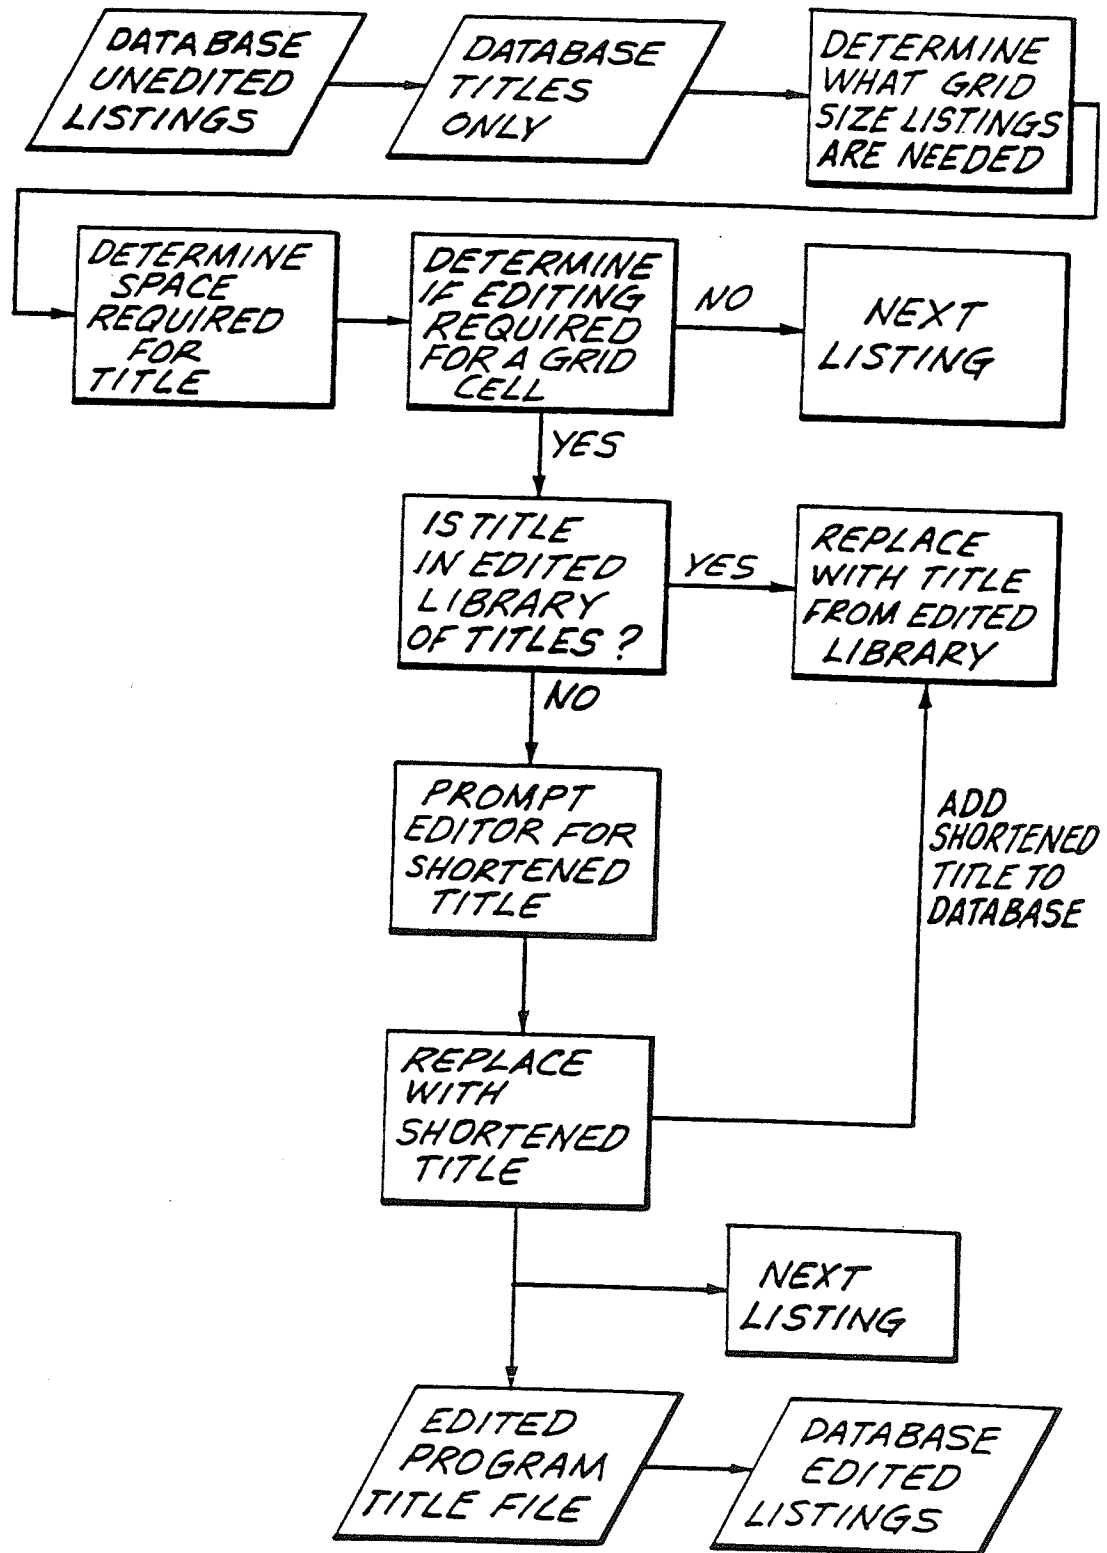 DATABASE
UNEDITED
LISTINGS
DATABASE
TITLES
ONLY
DETERMINE
WHAT GRID
SIZE LISTINGS
ARE NEEDED
DETERMINE
SPACE
REQUIRED
FOR
TITLE
DETERMINE
IF EDITING
REQUIRED
FOR A GRID
CELL
NO
NEXT
LISTING
YES
IS TITLE
IN EDITED
LIBRARY
OF TITLES ?
YES
REPLACE
WITH TITLE
FROM EDITED
LIBRARY
NO
PROMPT
EDITOR FOR
SHORTENED
TITLE
ADD
SHORTENED
TITLE TO
DATABASE
REPLACE
WITH
SHORTENED
TITLE
NEXT
LISTING
EDITED
PROGRAM
TITLE FILE
DATABASE
EDITED
LISTINGS